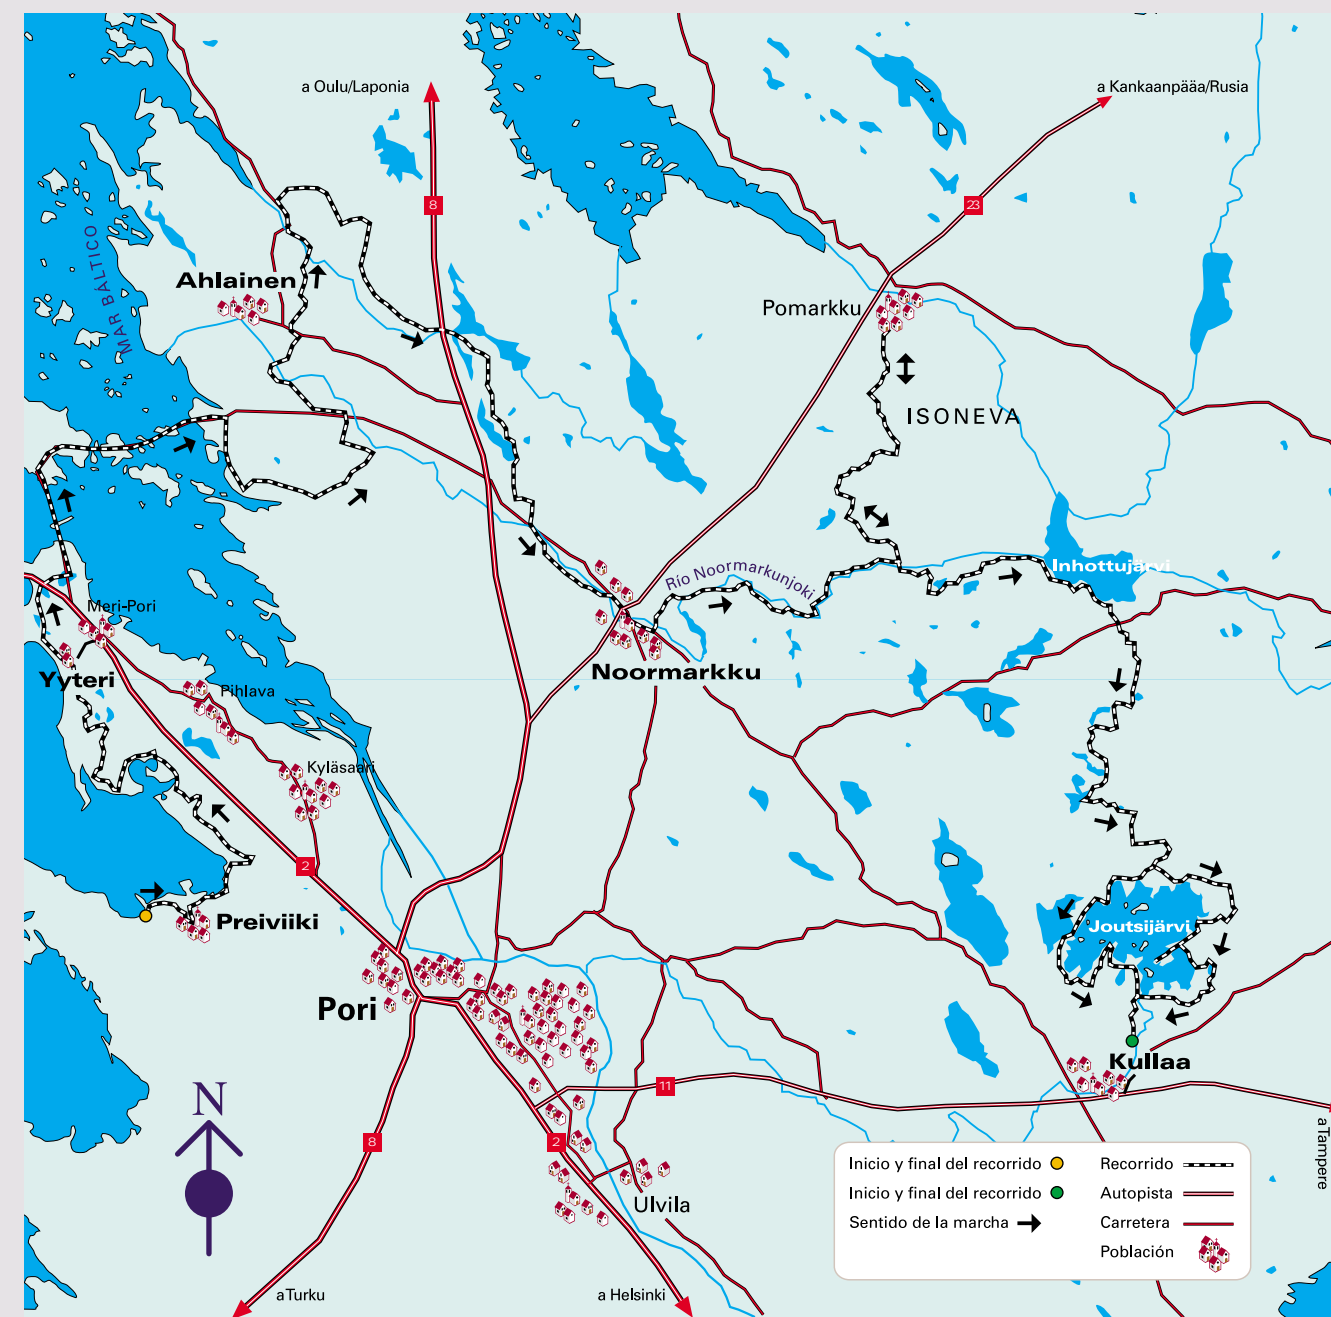 a Oulu/Laponia
a Kankaanpääa/Rusia
8
23
MAR BÁLTICO
Ahlainen
Pomarkku
ISONEVA
Inhottujärvi
Río Noormarkunjoki
Meri-Pori
Yyteri
Noormarkku
Pihlava
Kyläsaari
2
Preiviiki
Joutsijärvi
Pori
Kullaa
11
N
8
2
a Tampere
Ulvila
a Turku
a Helsinki
Inicio y final del recorrido
Inicio y final del recorrido
Sentido de la marcha
Recorrido
Autopista
Carretera
Población